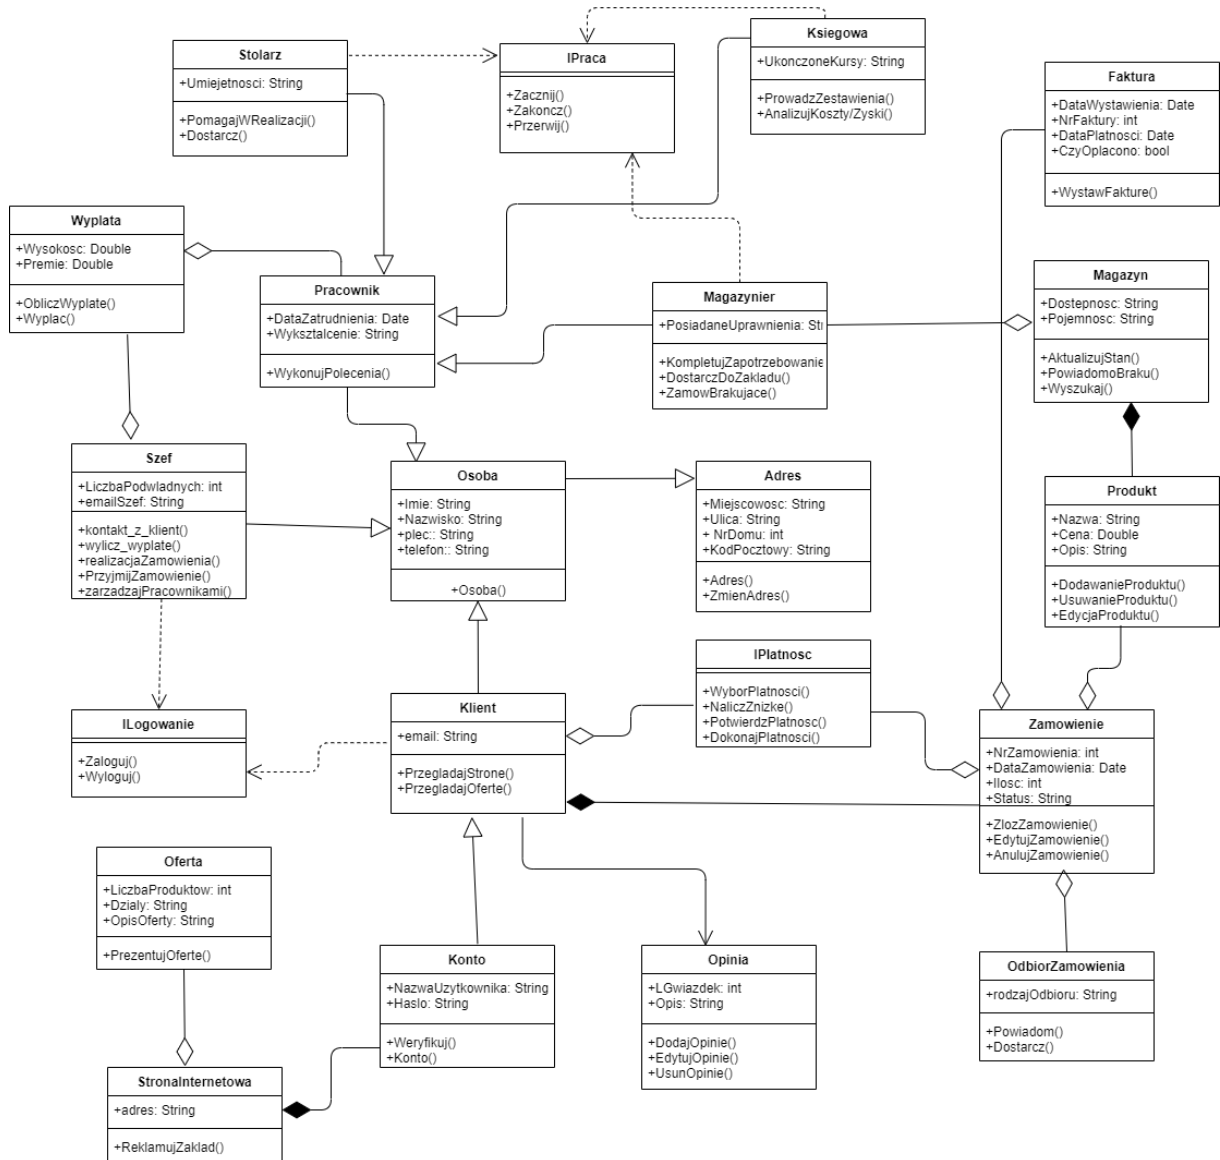 Stolarz
+Umiejetnosci: String
+PomagajWRealizacji()
+Dostarcz()
IPraca
+Zacznij()
+Zakoncz()
+Przerwij()
Ksiegowa
+UkonczoneKursy: String
+ProwadzZestawienia()
+AnalizujKoszty/Zyski()
Faktura
+DataWystawienia: Date
+NrFaktury: int
+DataPlatnosci: Date
+CzyOplacono: bool
+WystawFakture()
Wyplata
+Wysokosc: Double
+Premie: Double
+ObliczWyplate()
+Wyplac()
Pracownik
+DataZatrudnienia: Date
+Wyksztalcenie: String
+WykonujPolecenia()
Magazynier
+PosiadaneUprawnienia: Stri
+KompletujZapotrzebowanie
+DostarczDoZakladu()
+ZamowBrakujace()
Magazyn
+Dostepnosc: String
+Pojemnosc: String
+AktualizujStan()
+PowiadomoBraku()
+Wyszukaj()
Szef
+LiczbaPodwladnych: int
+emailSzef: String
+kontakt_z_klient()
+wylicz_wyplate()
+realizacjaZamowienia()
+PrzyjmijZamowienie()
+zarzadzajPracownikami()
Osoba
+Imie: String
+Nazwisko: String
+plec:: String
+telefon:: String
+Osoba()
Adres
+Miejscowosc: String
+Ulica: String
+ NrDomu: int
+KodPocztowy: String
+Adres()
+ZmienAdres()
Produkt
+Nazwa: String
+Cena: Double
+Opis: String
+DodawanieProduktu()
+UsuwanieProduktu()
+EdycjaProduktu()
ILogowanie
+Zaloguj()
+Wyloguj()
Klient
+email: String
+PrzegladajStrone()
+PrzegladajOferte()
IPlatnosc
+WyborPlatnosci()
+NaliczZnizke()
+PotwierdzPlatnosc()
+DokonajPlatnosci()
Zamowienie
+NrZamowienia: int
+DataZamowienia: Date
+Ilosc: int
+Status: String
+ZlozZamowienie()
+EdytujZamowienie()
+AnulujZamowienie()
Oferta
+LiczbaProduktow: int
+Dzialy: String
+OpisOferty: String
+PrezentujOferte()
Konto
+NazwaUzytkownika: String
+Haslo: String
+Weryfikuj()
+Konto()
Opinia
+LGwiazdek: int
+Opis: String
+DodajOpinie()
+EdytujOpinie()
+UsunOpinie()
OdbiorZamowienia
+rodzajOdbioru: String
+Powiadom()
+Dostarcz()
StronaInternetowa
+adres: String
+ReklamujZaklad()